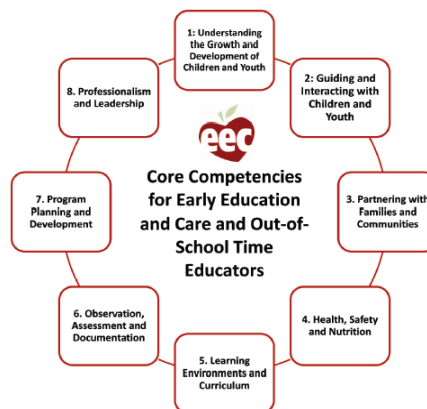 1: Understanding
the Growth and
Development of
Children and Youth
2: Guiding and
Interacting with
Children and
Youth
3. Partnering with
Families and
Communities
4. Health, Safety
and Nutrition
5. Learning
Environments and
Curriculum
6. Observation,
Assessment and
Documentation
7. Program
Planning and
Development
8. Professionalism
and Leadership
eec
Core Competencies
for Early Education
and Care and Out-of-
School Time
Educators